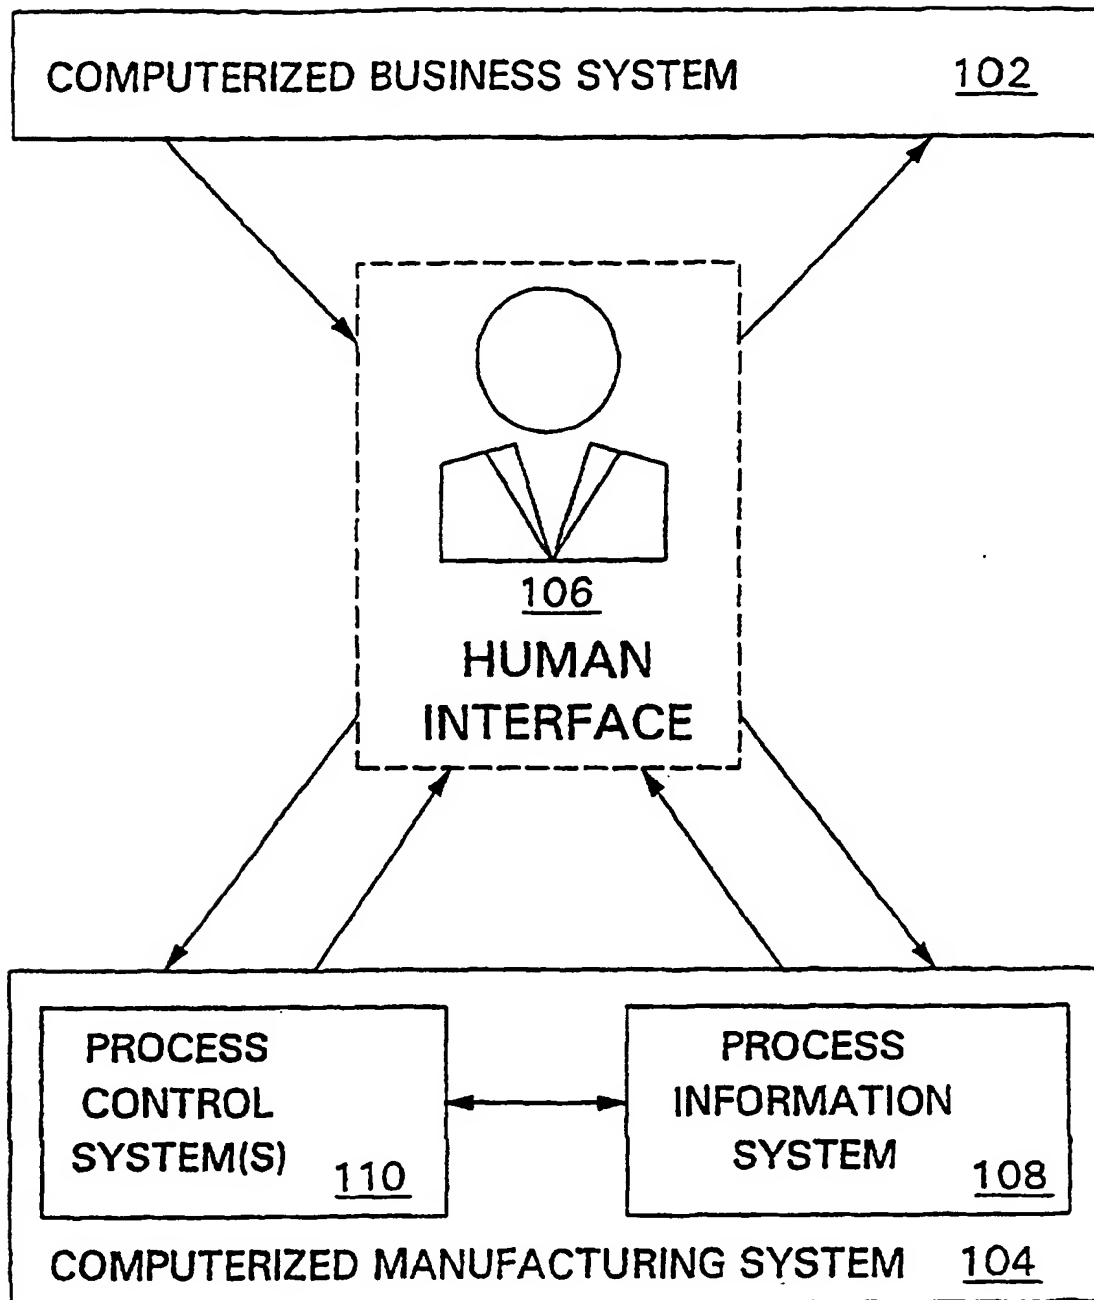 COMPUTERIZED BUSINESS SYSTEM 102
106
HUMAN
INTERFACE
PROCESS
CONTROL
SYSTEM(S) 110
PROCESS
INFORMATION
SYSTEM 108
COMPUTERIZED MANUFACTURING SYSTEM 104